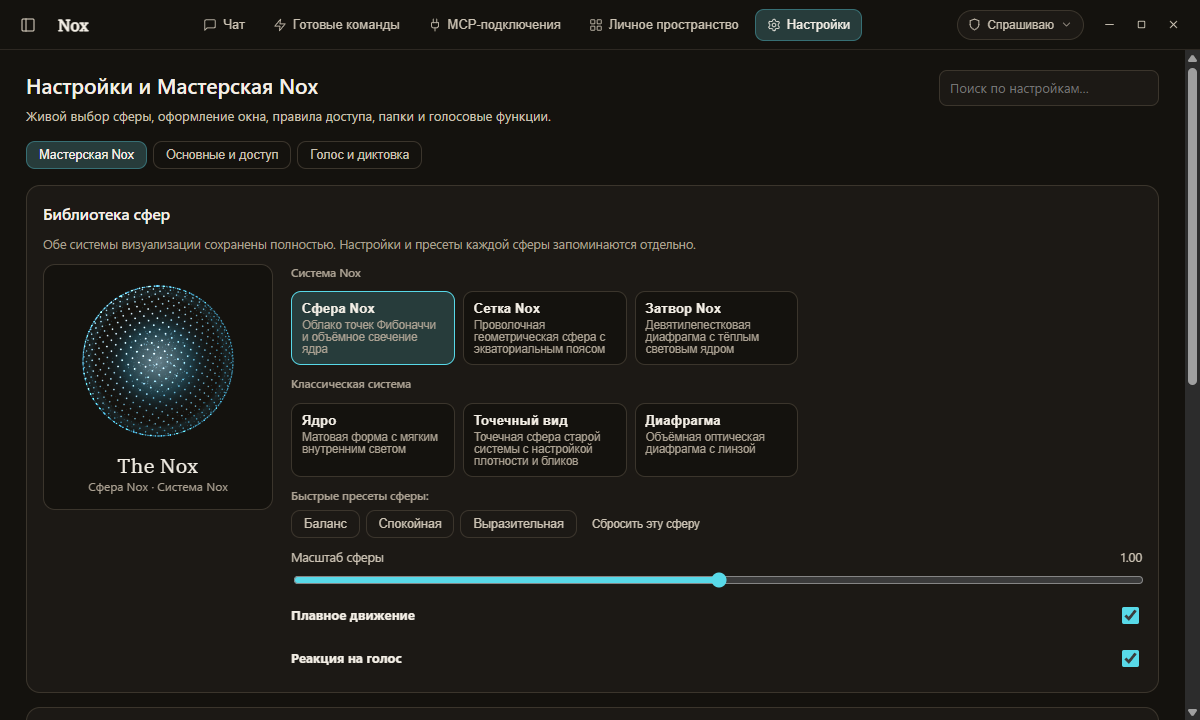 Nox
Чат
Готовые команды
MCP-подключения
Личное пространство
Настройки
Спрашиваю
Настройки и Мастерская Nox
Поиск по настройкам...
Живой выбор сферы, оформление окна, правила доступа, папки и голосовые функции.
Мастерская Nox
Основные и доступ
Голос и диктовка
Библиотека сфер
Обе системы визуализации сохранены полностью. Настройки и пресеты каждой сферы запоминаются отдельно.
The Nox
Сфера Nox · Система Nox
Система Nox
Сфера Nox
Облако точек Фибоначчи
и объёмное свечение
ядра
Сетка Nox
Проволочная
геометрическая сфера с
экваториальным поясом
Затвор Nox
Девятилепестковая
диафрагма с тёплым
световым ядром
Классическая система
Ядро
Матовая форма с мягким
внутренним светом
Точечный вид
Точечная сфера старой
системы с настройкой
плотности и бликов
Диафрагма
Объёмная оптическая
диафрагма с линзой
Быстрые пресеты сферы:
Баланс
Спокойная
Выразительная
Сбросить эту сферу
Масштаб сферы
1.00
Плавное движение
Реакция на голос